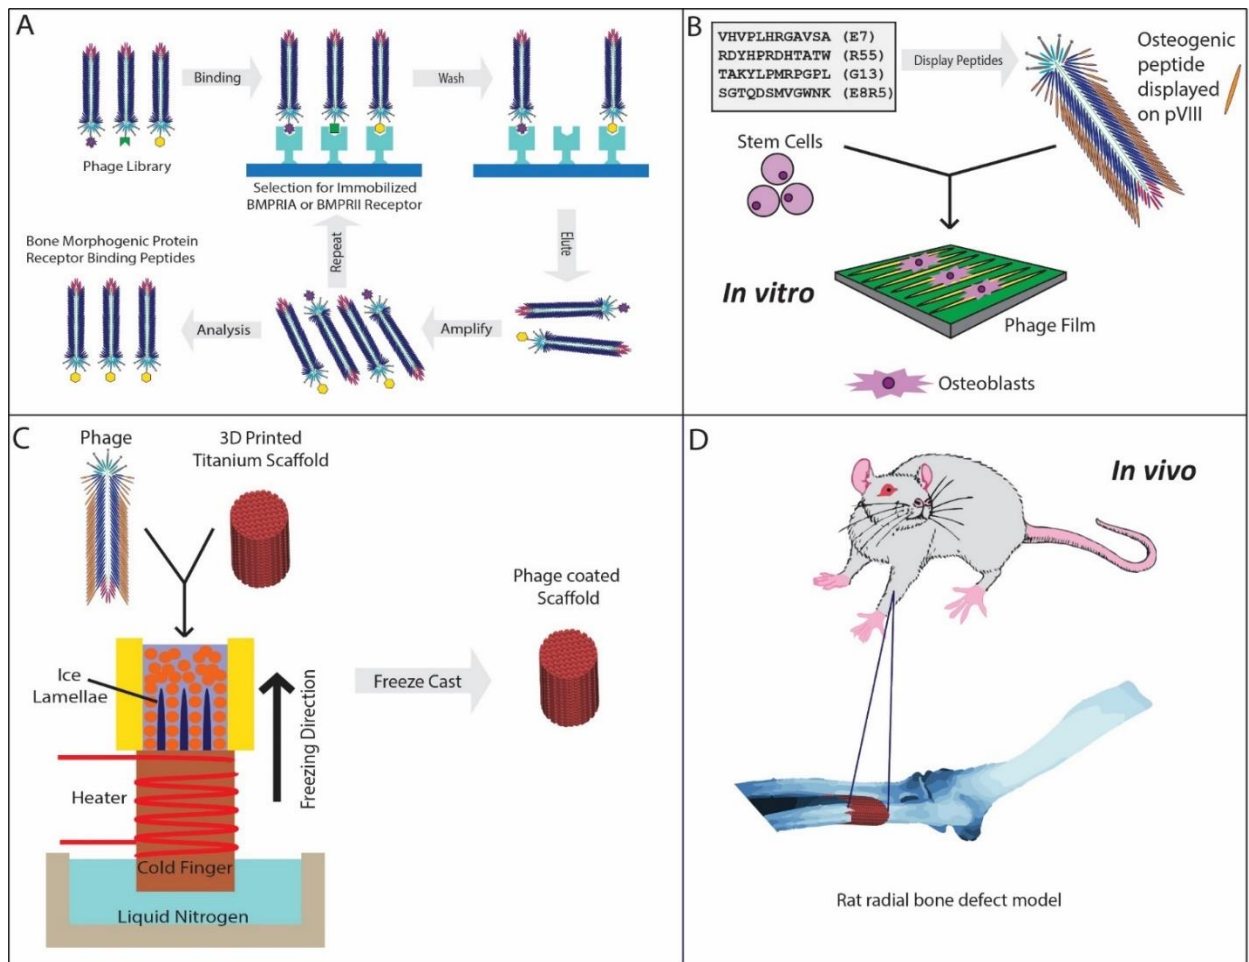 A
Binding
Wash
Phage Library
Selection for Immobilized
BMPRIA or BMPRII Receptor
Elute
Repeat
Bone Morphogenic Protein
Receptor Binding Peptides
Analysis
Amplify
B
VHVPLHRGAVSA (E7)
RDYHPRDHTATW (R55)
TAKYLPMRPGPL (G13)
SGTQDSMVGWNK (E8R5)
Display Peptides
Osteogenic
peptide
displayed
on pVIII
Stem Cells
In vitro
Phage Film
Osteoblasts
C
Phage
3D Printed
Titanium Scaffold
Ice
Lamellae
Freezing Direction
Freeze Cast
Phage coated
Scaffold
Heater
Cold Finger
Liquid Nitrogen
D
In vivo
Rat radial bone defect model